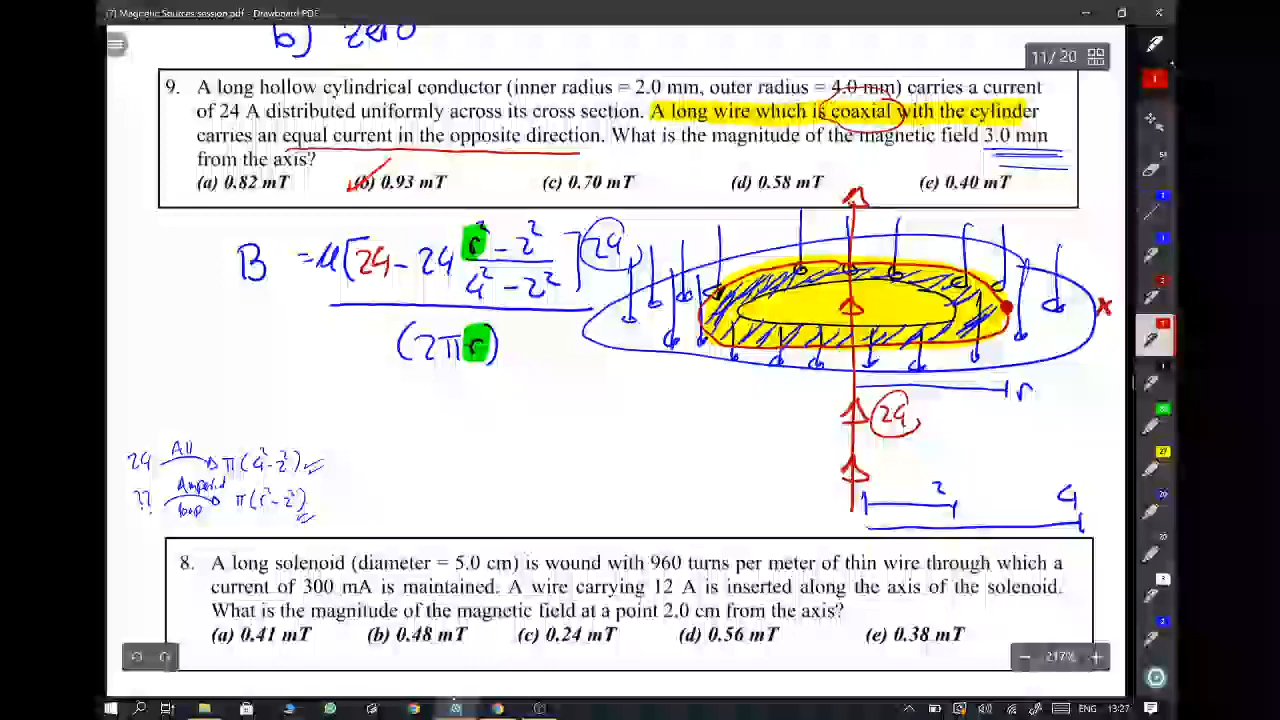 (7) Magnetic Sources session.pdf - Drawboard PDF
b) zero
11 / 20
9. A long hollow cylindrical conductor (inner radius = 2.0 mm, outer radius = 4.0 mm) carries a current
of 24 A distributed uniformly across its cross section. A long wire which is coaxial with the cylinder
carries an equal current in the opposite direction. What is the magnitude of the magnetic field 3.0 mm
from the axis?
(a) 0.82 mT (b) 0.93 mT (c) 0.70 mT (d) 0.58 mT (e) 0.40 mT
B = μ[24 - 24 r² - 2² ] 24
4² - 2²
(2πr)
x
r
24
24 All π(4²-2²)
?? Amperid loop π(r²-2²)
2 4
8. A long solenoid (diameter = 5.0 cm) is wound with 960 turns per meter of thin wire through which a
current of 300 mA is maintained. A wire carrying 12 A is inserted along the axis of the solenoid.
What is the magnitude of the magnetic field at a point 2.0 cm from the axis?
(a) 0.41 mT (b) 0.48 mT (c) 0.24 mT (d) 0.56 mT (e) 0.38 mT
217%
ENG 13:27